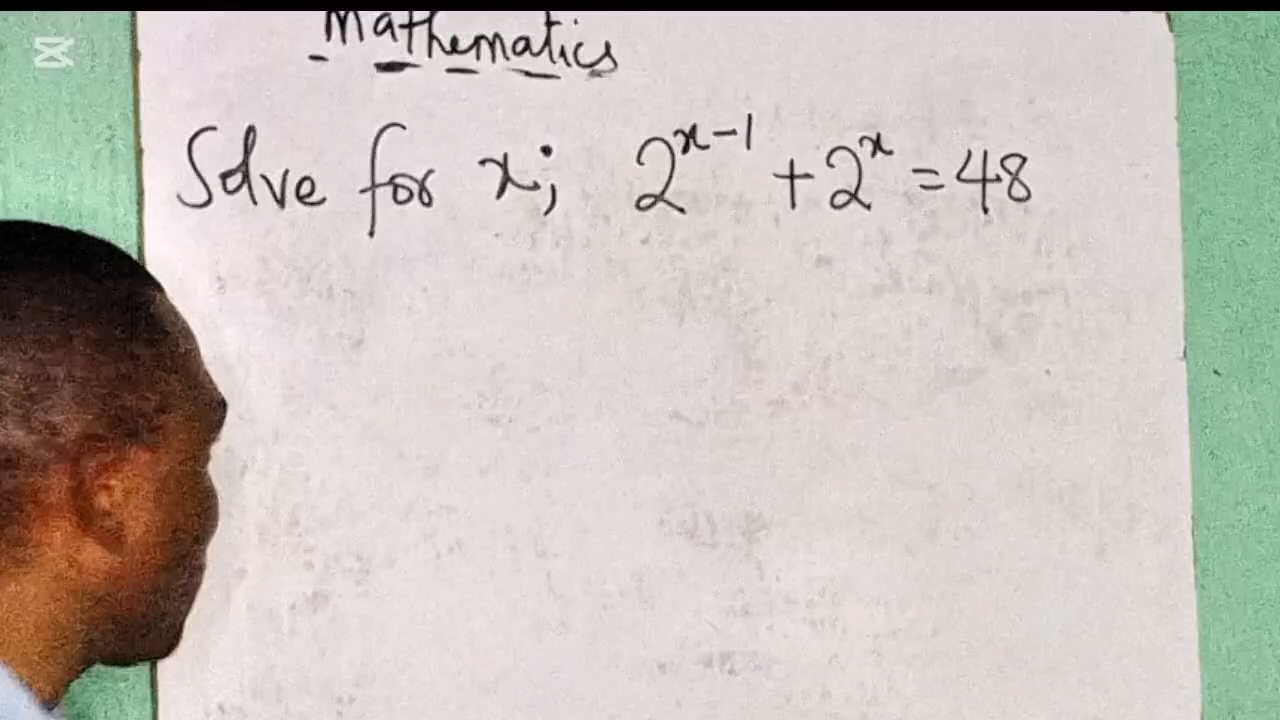 Mathematics
Solve for x; 2^{x-1} + 2^x = 48